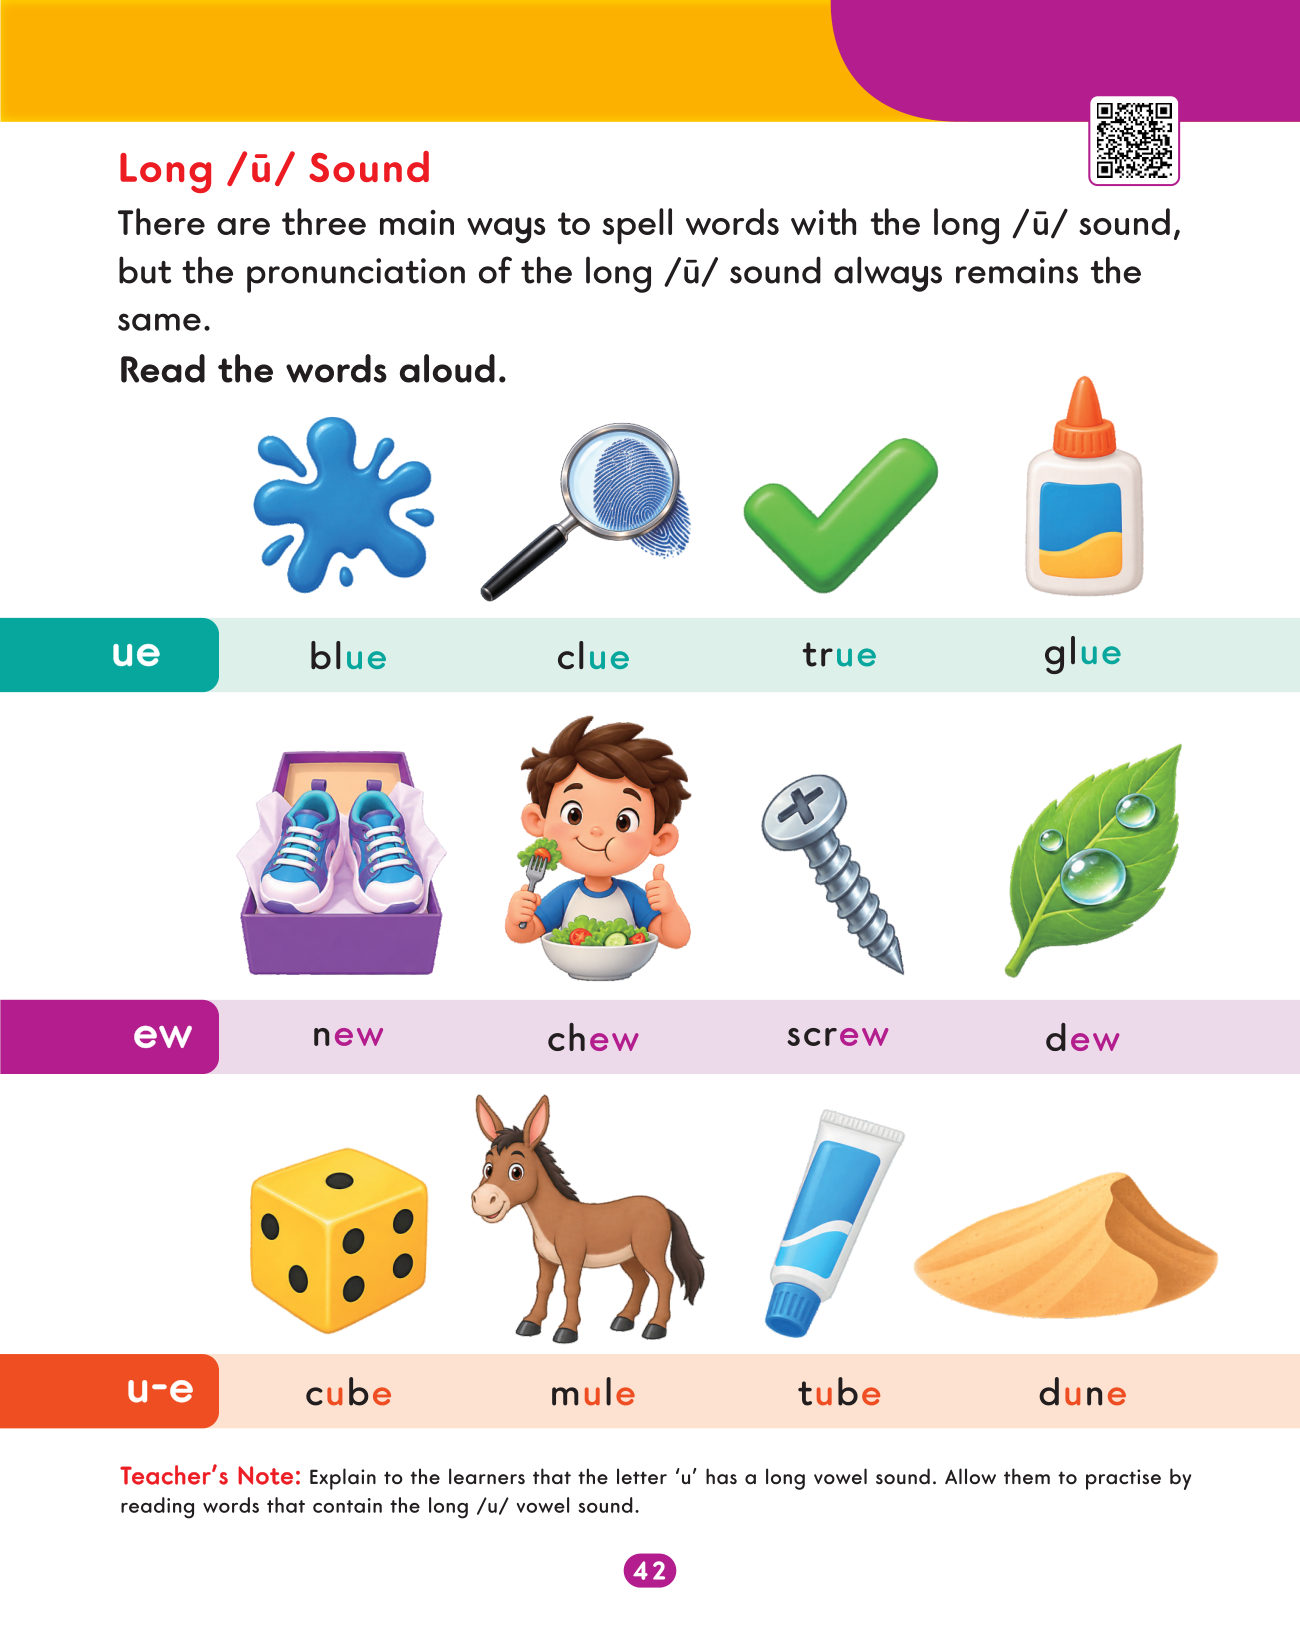 Long /ū/ Sound
There are three main ways to spell words with the long /ū/ sound,
but the pronunciation of the long /ū/ sound always remains the
same.
Read the words aloud.
ue blue clue true glue
ew new chew screw dew
u-e cube mule tube dune
Teacher's Note: Explain to the learners that the letter 'u' has a long vowel sound. Allow them to practise by
reading words that contain the long /u/ vowel sound.
42